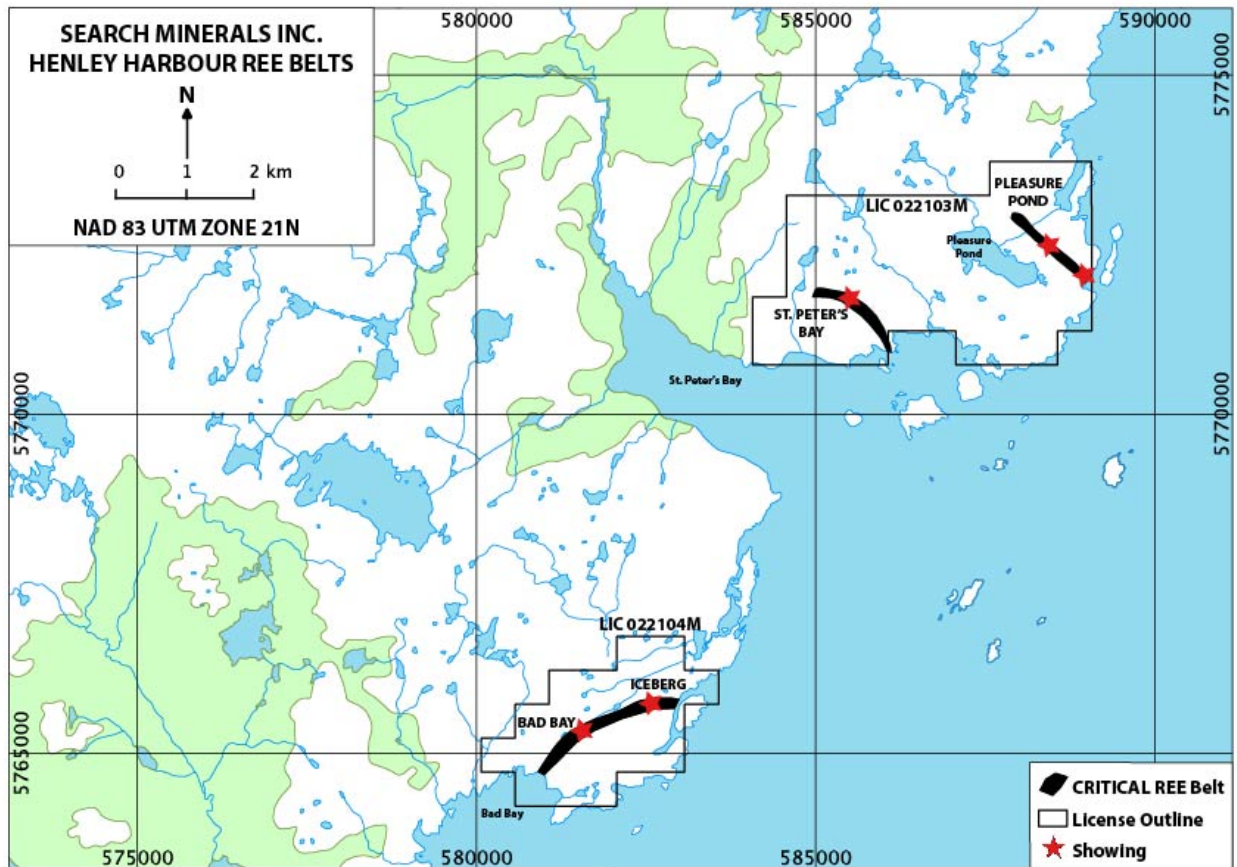 SEARCH MINERALS INC.
HENLEY HARBOUR REE BELTS
N
0 1 2 km
NAD 83 UTM ZONE 21N
580000
585000
590000
5775000
PLEASURE
POND
LIC 022103M
Pleasure
Pond
ST. PETER'S
BAY
St. Peter's Bay
5770000
5770000
LIC 022104M
ICEBERG
BAD BAY
5765000
5765000
Bad Bay
CRITICAL REE Belt
License Outline
Showing
575000
580000
585000